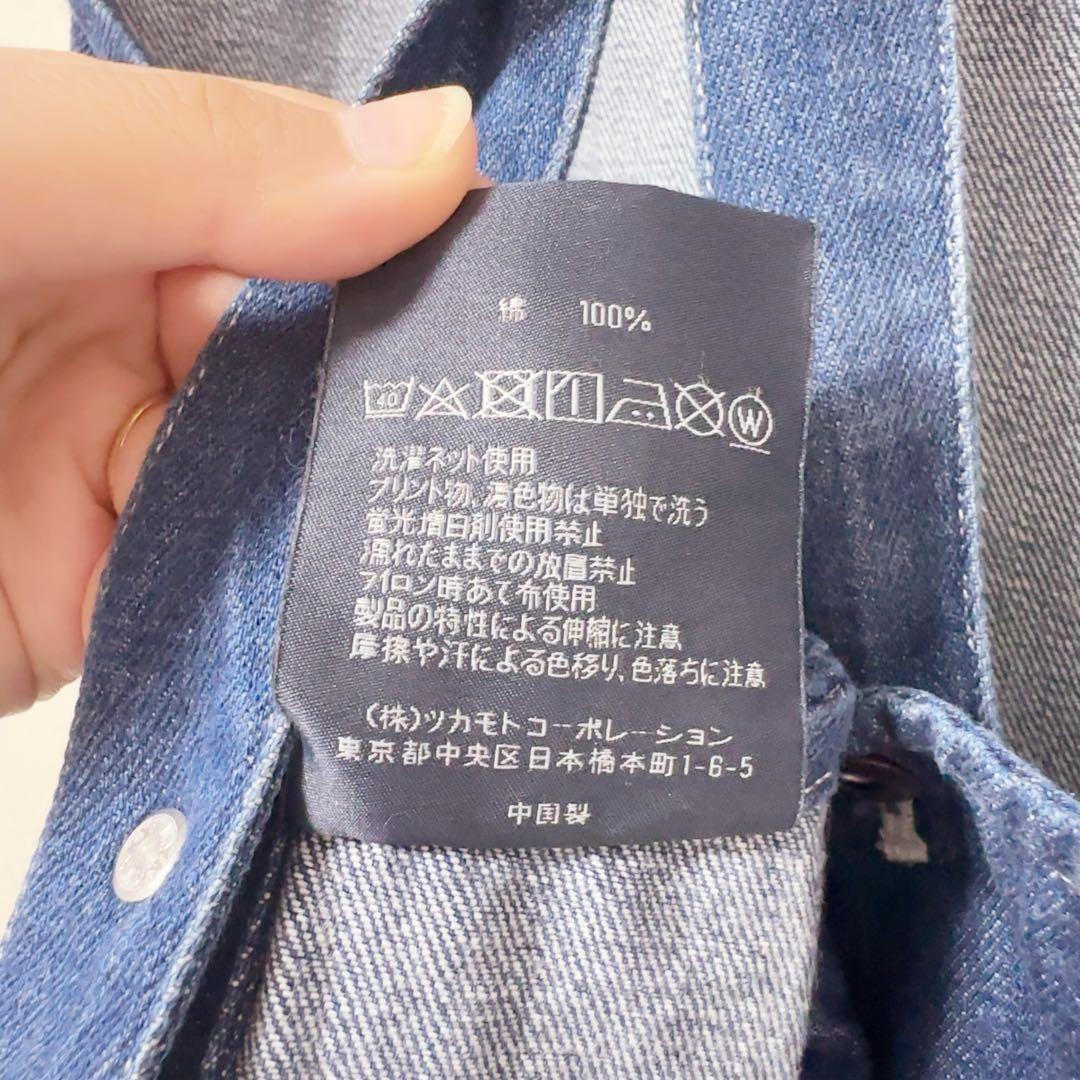 綿 100%
40 W
洗濯ネット使用
プリント物、濃色物は単独で洗う
蛍光増白剤使用禁止
濡れたままでの放置禁止
アイロン時あて布使用
製品の特性による伸縮に注意
摩擦や汗による色移り、色落ちに注意
(株)ツカモトコーポレーション
東京都中央区日本橋本町1-6-5
中国製